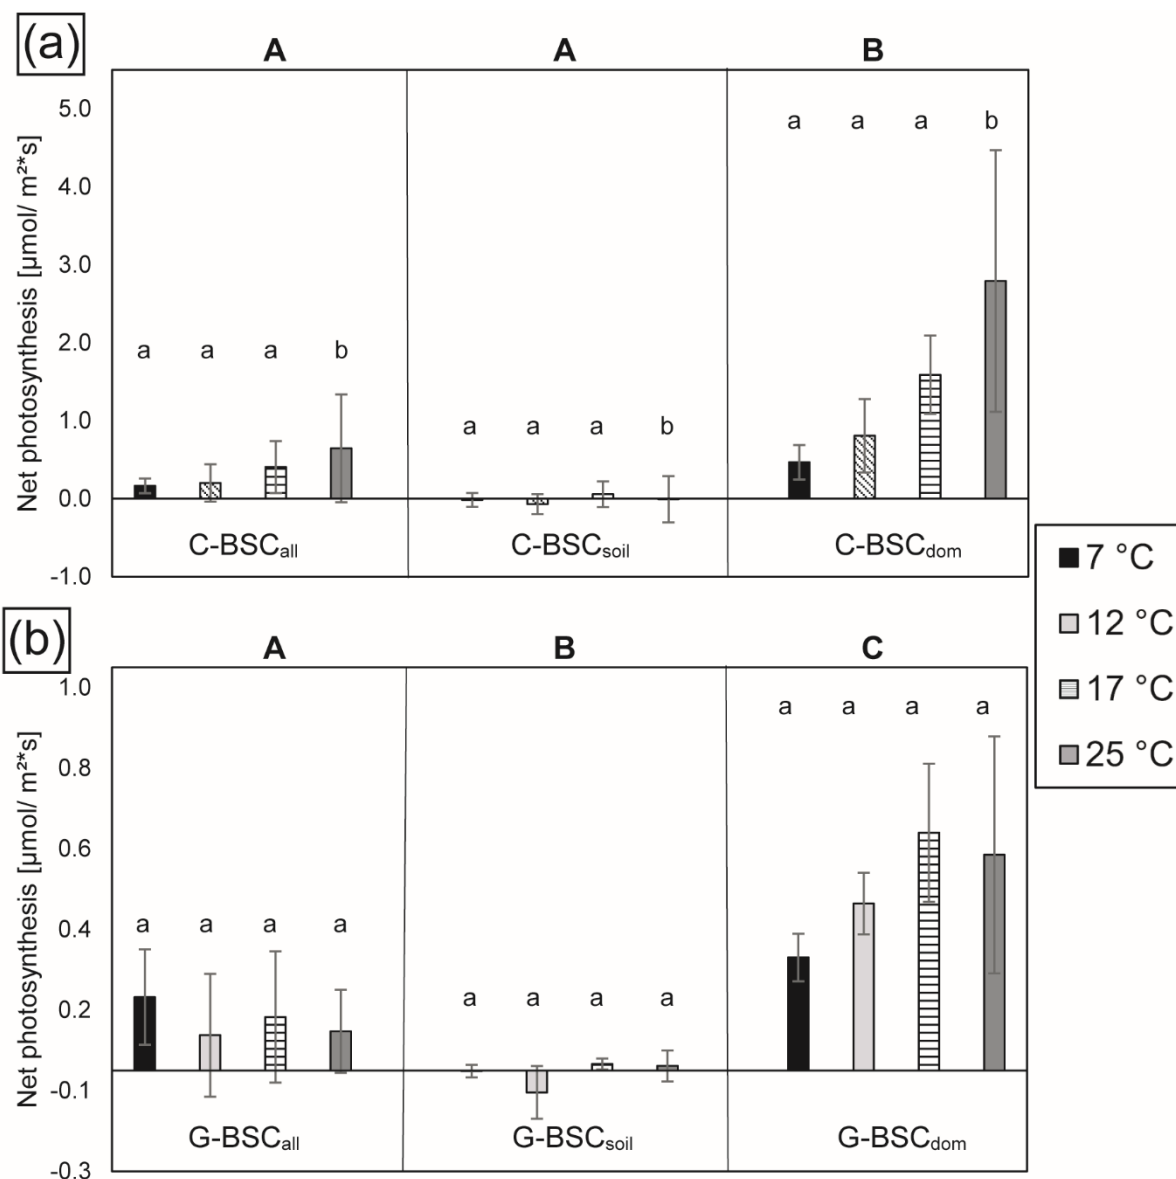 (a)
A A B
Net photosynthesis [µmol/ m²*s]
5.0
4.0
3.0
2.0
1.0
0.0
-1.0
a a a b
a a a b
a a a b
C-BSCall C-BSCsoil C-BSCdom
7 °C
12 °C
17 °C
25 °C
(b)
A B C
Net photosynthesis [µmol/ m²*s]
1.0
0.8
0.6
0.4
0.2
-0.1
-0.3
a a a a
a a a a
a a a a
G-BSCall G-BSCsoil G-BSCdom